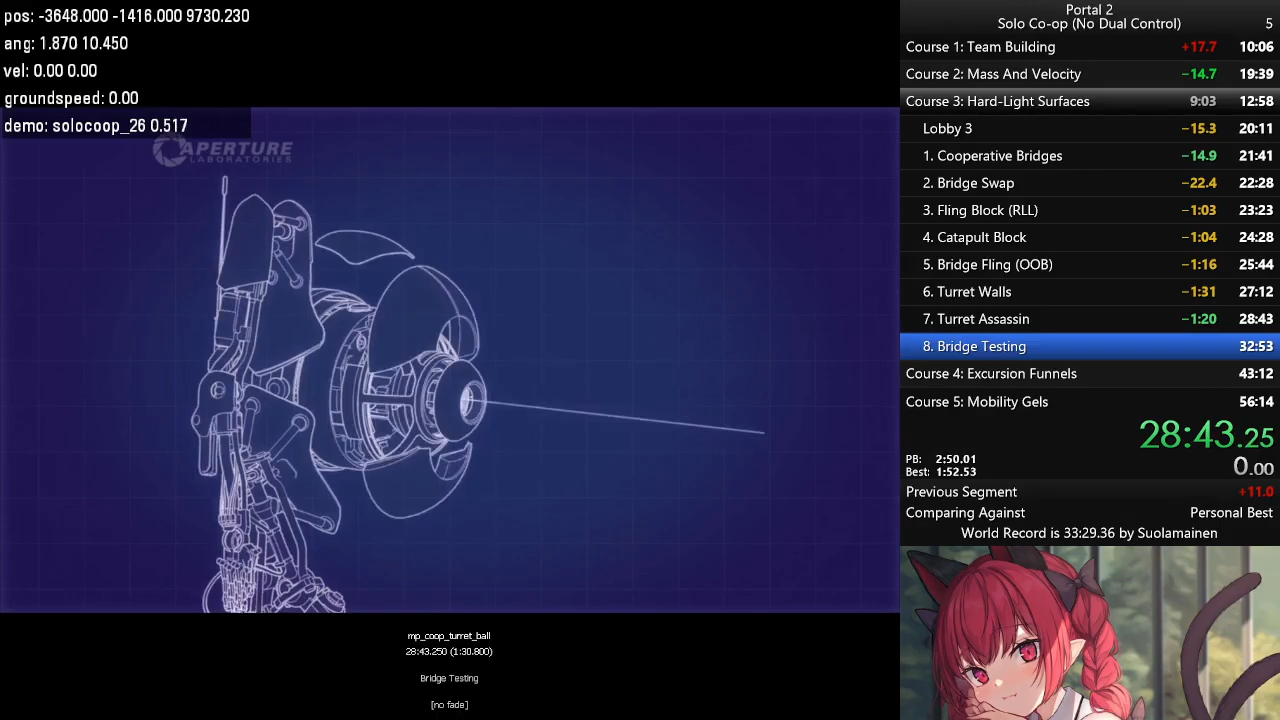 pos: -3648.000 -1416.000 9730.230
ang: 1.870 10.450
vel: 0.00 0.00
groundspeed: 0.00
demo: solocoop_26 0.517
APERTURE
LABORATORIES
mp_coop_turret_ball
28:43.250 (1:30.800)
Bridge Testing
[no fade]
Portal 2
Solo Co-op (No Dual Control) 5
Course 1: Team Building +17.7 10:06
Course 2: Mass And Velocity −14.7 19:39
Course 3: Hard-Light Surfaces 9:03 12:58
Lobby 3 −15.3 20:11
1. Cooperative Bridges −14.9 21:41
2. Bridge Swap −22.4 22:28
3. Fling Block (RLL) −1:03 23:23
4. Catapult Block −1:04 24:28
5. Bridge Fling (OOB) −1:16 25:44
6. Turret Walls −1:31 27:12
7. Turret Assassin −1:20 28:43
8. Bridge Testing 32:53
Course 4: Excursion Funnels 43:12
Course 5: Mobility Gels 56:14
28:43.25
PB: 2:50.01
Best: 1:52.53
0.00
Previous Segment +11.0
Comparing Against Personal Best
World Record is 33:29.36 by Suolamainen